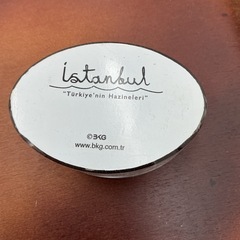 İstanbul
"Türkiye'nin Hazineleri"
© BKG
www.bkg.com.tr